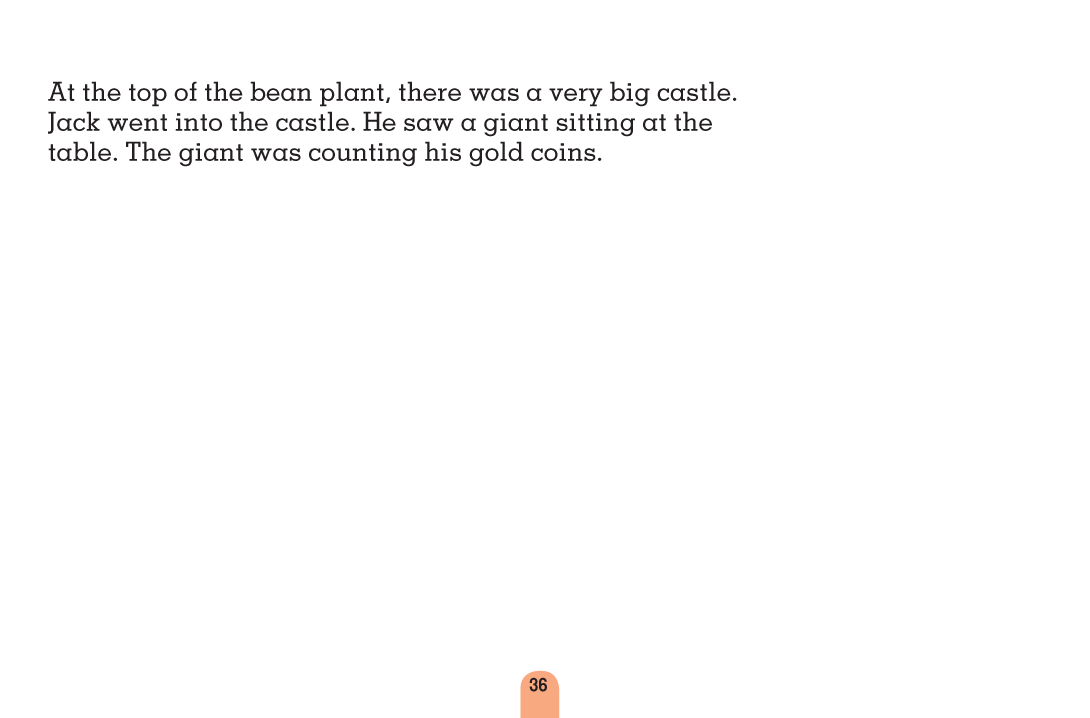 At the top of the bean plant, there was a very big castle.
Jack went into the castle. He saw a giant sitting at the
table. The giant was counting his gold coins.
36